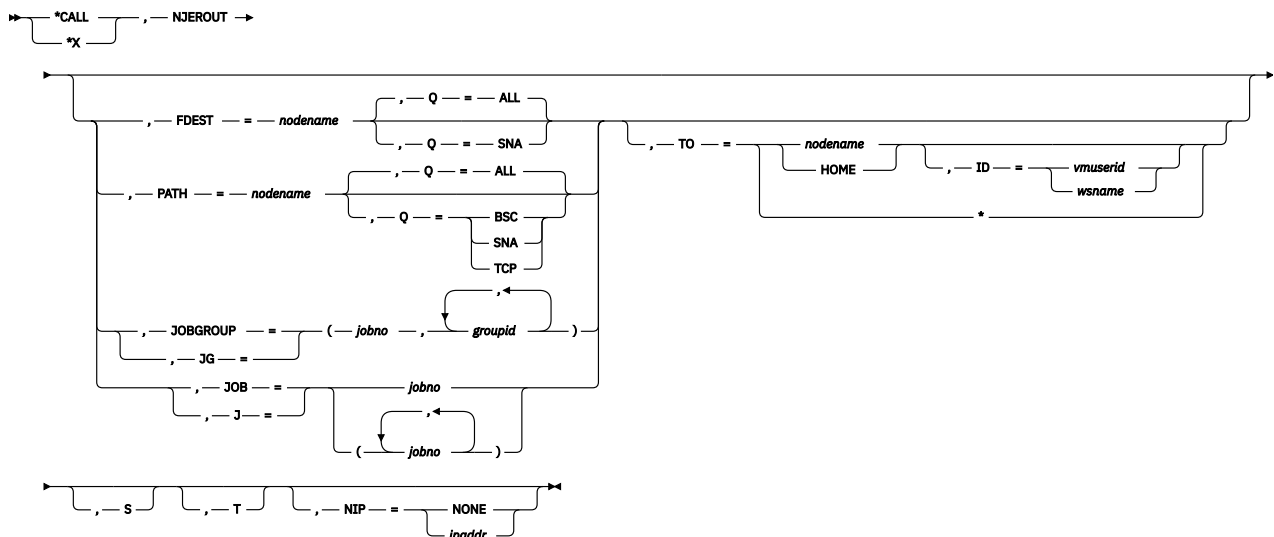 *CALL , NJEROUT
*X
, Q = ALL
, FDEST = nodename
, Q = SNA
, TO = nodename
HOME
, ID = vmuserid
wsname
*
, Q = ALL
, PATH = nodename
, Q = BSC
SNA
TCP
,
, JOBGROUP = ( jobno , groupid )
, JG =
, JOB = jobno
, J =
,
( jobno )
, S , T , NIP = NONE
ipaddr